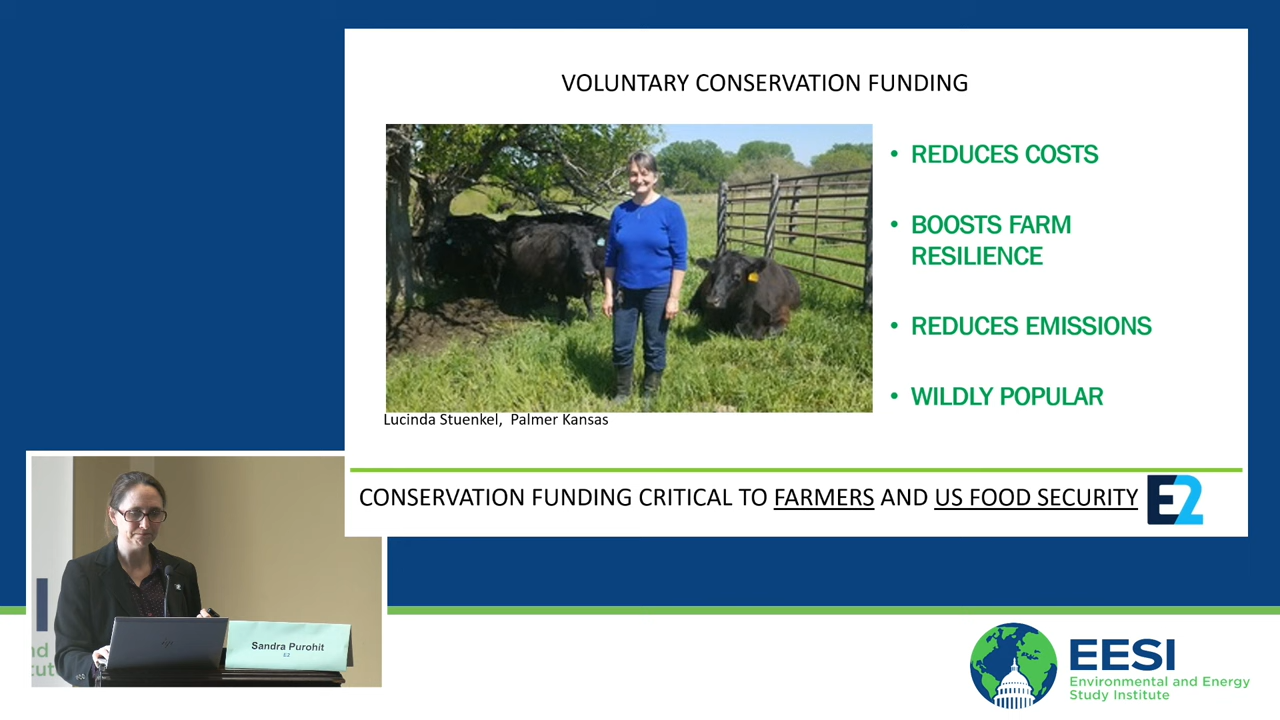 VOLUNTARY CONSERVATION FUNDING
• REDUCES COSTS
• BOOSTS FARM
RESILIENCE
• REDUCES EMISSIONS
• WILDLY POPULAR
Lucinda Stuenkel, Palmer Kansas
CONSERVATION FUNDING CRITICAL TO FARMERS AND US FOOD SECURITY
E2
Sandra Purohit
E2
EESI
Environmental and Energy
Study Institute